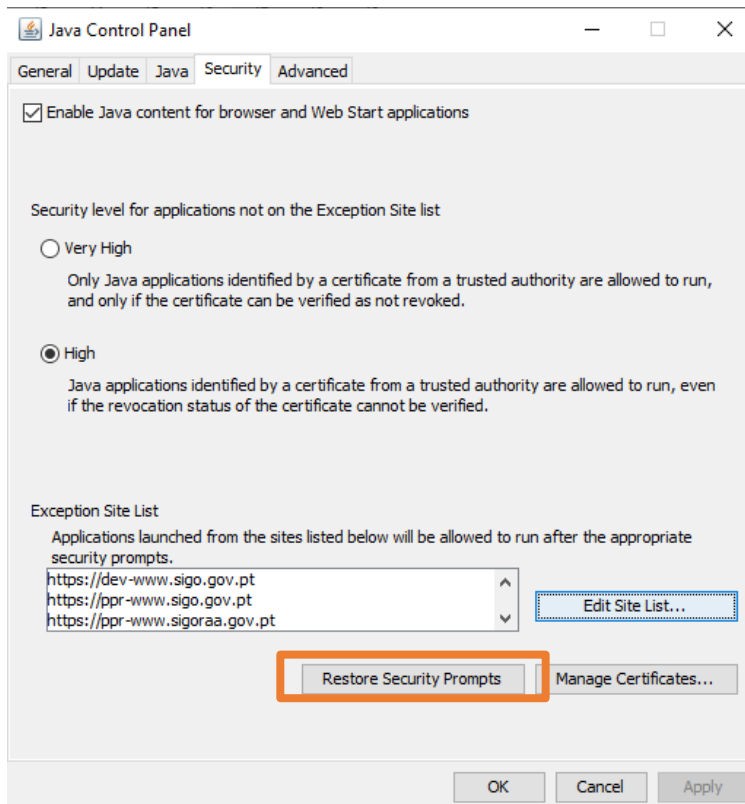 Java Control Panel
General Update Java Security Advanced
Enable Java content for browser and Web Start applications
Security level for applications not on the Exception Site list
Very High
Only Java applications identified by a certificate from a trusted authority are allowed to run,
and only if the certificate can be verified as not revoked.
High
Java applications identified by a certificate from a trusted authority are allowed to run, even
if the revocation status of the certificate cannot be verified.
Exception Site List
Applications launched from the sites listed below will be allowed to run after the appropriate
security prompts.
https://dev-www.sigo.gov.pt
https://ppr-www.sigo.gov.pt
https://ppr-www.sigoraa.gov.pt
Edit Site List...
Restore Security Prompts Manage Certificates...
OK Cancel Apply